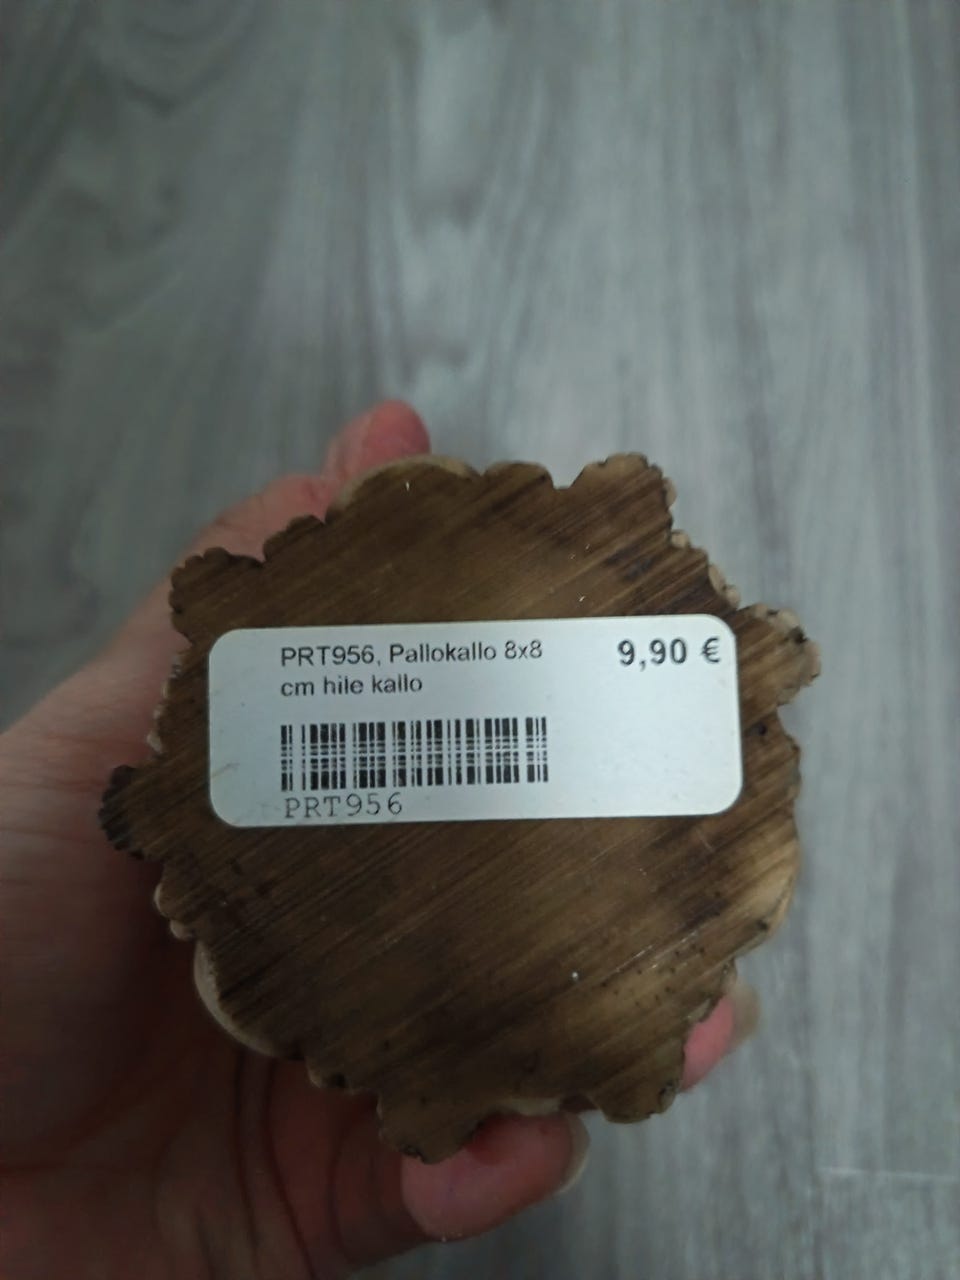 PRT956, Pallokallo 8x8
cm hile kallo
9,90 €
PRT956